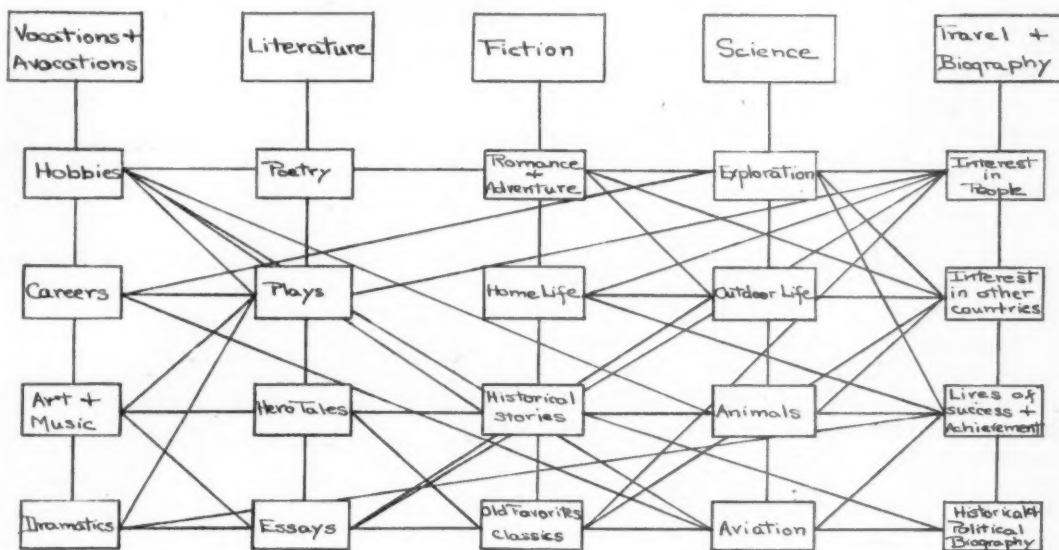 Vocations +
Avocations
Literature
Fiction
Science
Travel +
Biography
Hobbies
Poetry
Romance
+
Adventure
Exploration
Interest
in
People
Careers
Plays
Home Life
Outdoor Life
Interest
in other
countries
Art +
Music
Hero Tales
Historical
Stories
Animals
Lives of
success +
Achievement
Dramatics
Essays
Old Favorites
Classics
Aviation
Historical +
Political
Biography